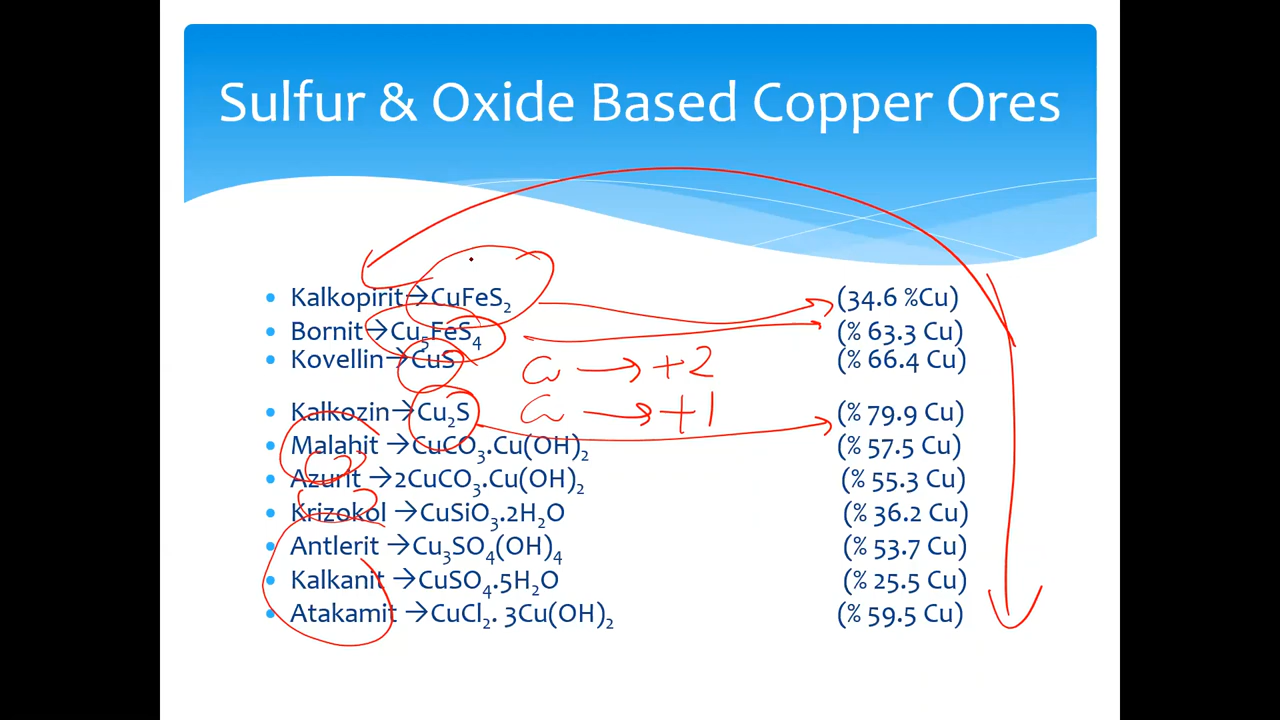 Sulfur & Oxide Based Copper Ores
• Kalkopirit→CuFeS₂ (34.6 %Cu)
• Bornit→Cu₅FeS₄ (% 63.3 Cu)
• Kovellin→CuS (% 66.4 Cu)
Cu → +2
• Kalkozin→Cu₂S (% 79.9 Cu)
Cu → +1
• Malahit →CuCO₃.Cu(OH)₂ (% 57.5 Cu)
• Azurit →2CuCO₃.Cu(OH)₂ (% 55.3 Cu)
• Krizokol →CuSiO₃.2H₂O (% 36.2 Cu)
• Antlerit →Cu₃SO₄(OH)₄ (% 53.7 Cu)
• Kalkanit →CuSO₄.5H₂O (% 25.5 Cu)
• Atakamit →CuCl₂. 3Cu(OH)₂ (% 59.5 Cu)